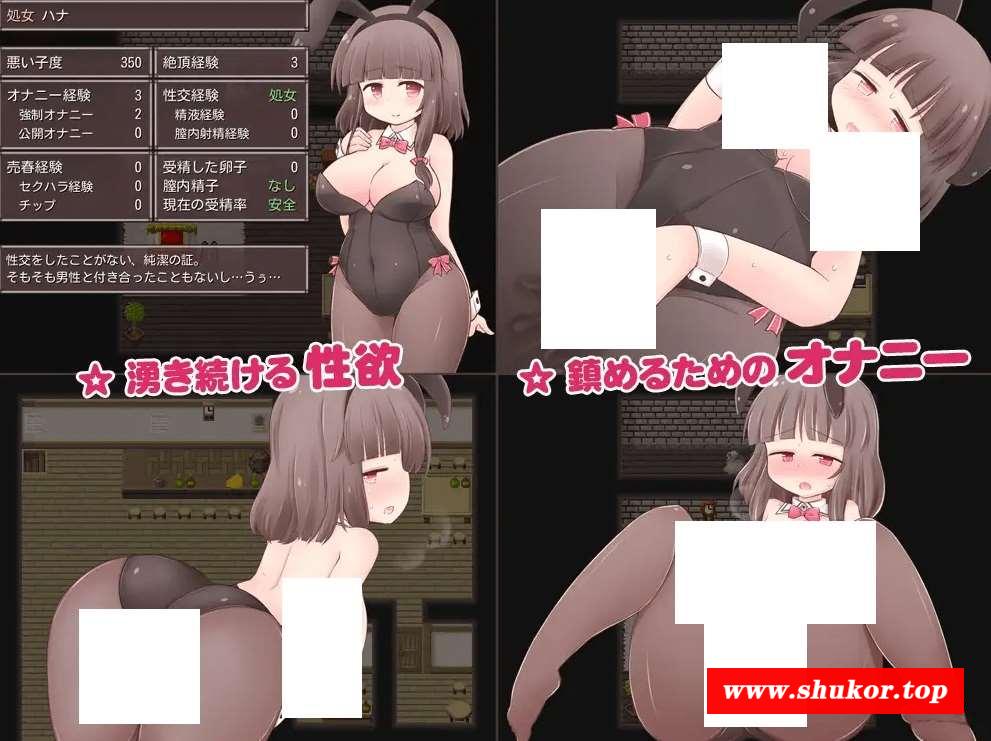 処女 ハナ
悪い子度 350
絶頂経験 3
オナニー経験 3
強制オナニー 2
公開オナニー 0
性交経験 処女
精液経験 0
膣内射精経験 0
売春経験 0
セクハラ経験 0
チップ 0
受精した卵子 0
膣内精子 なし
現在の受精率 安全
性交をしたことがない、純潔の証。
そもそも男性と付き合ったこともないし…うぅ…
☆ 湧き続ける 性欲
☆ 鎮めるための オナニー
www.shukor.top